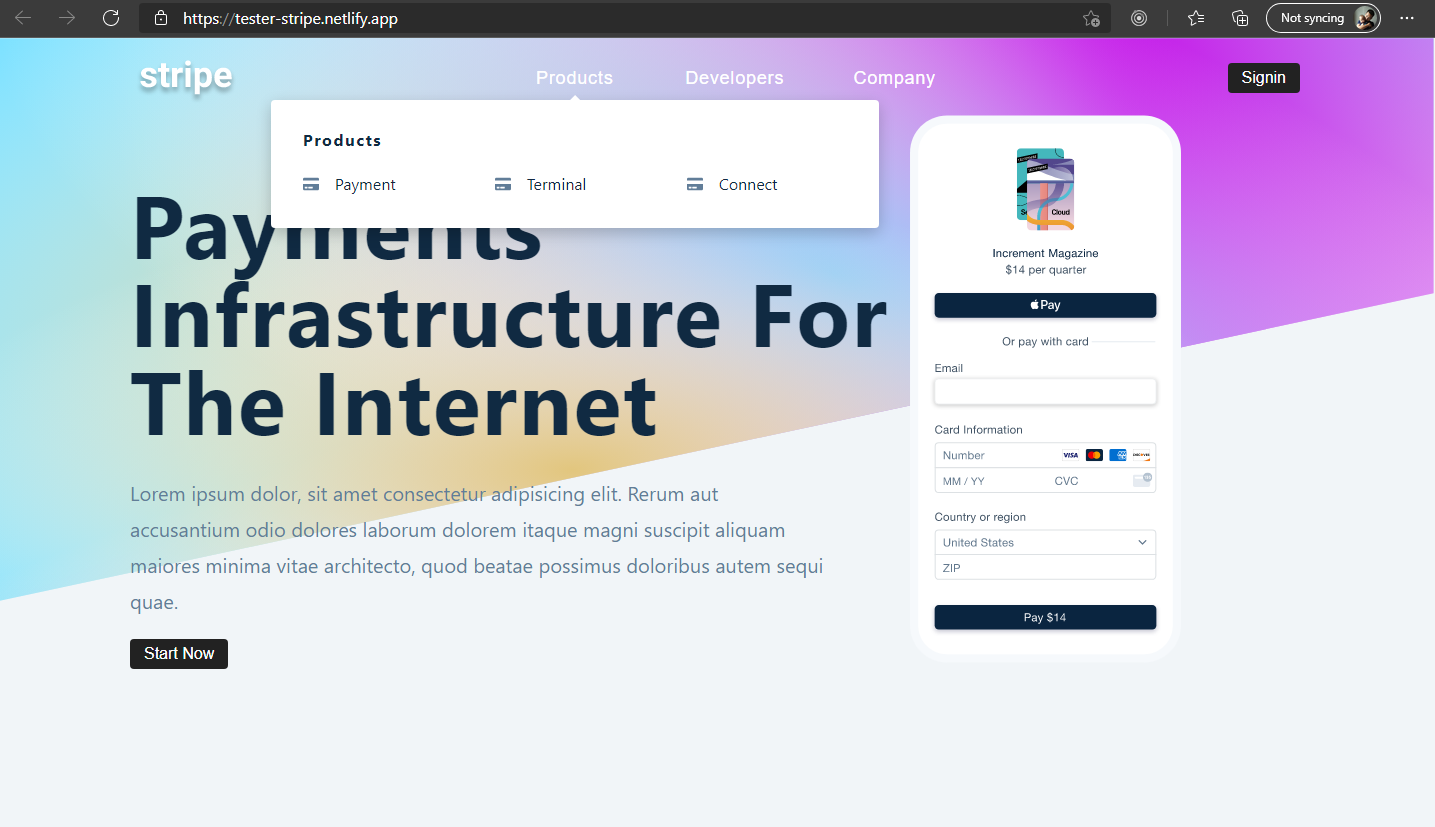 https://tester-stripe.netlify.app
Not syncing
stripe
Products
Developers
Company
Signin
Products
Payment
Terminal
Connect
Payments
Infrastructure For
The Internet
Lorem ipsum dolor, sit amet consectetur adipisicing elit. Rerum aut
accusantium odio dolores laborum dolorem itaque magni suscipit aliquam
maiores minima vitae architecto, quod beatae possimus doloribus autem sequi
quae.
Start Now
Cloud
Increment Magazine
$14 per quarter
Pay
Or pay with card
Email
Card Information
Number
VISA
DISCOVER
MM / YY
CVC
Country or region
United States
ZIP
Pay $14